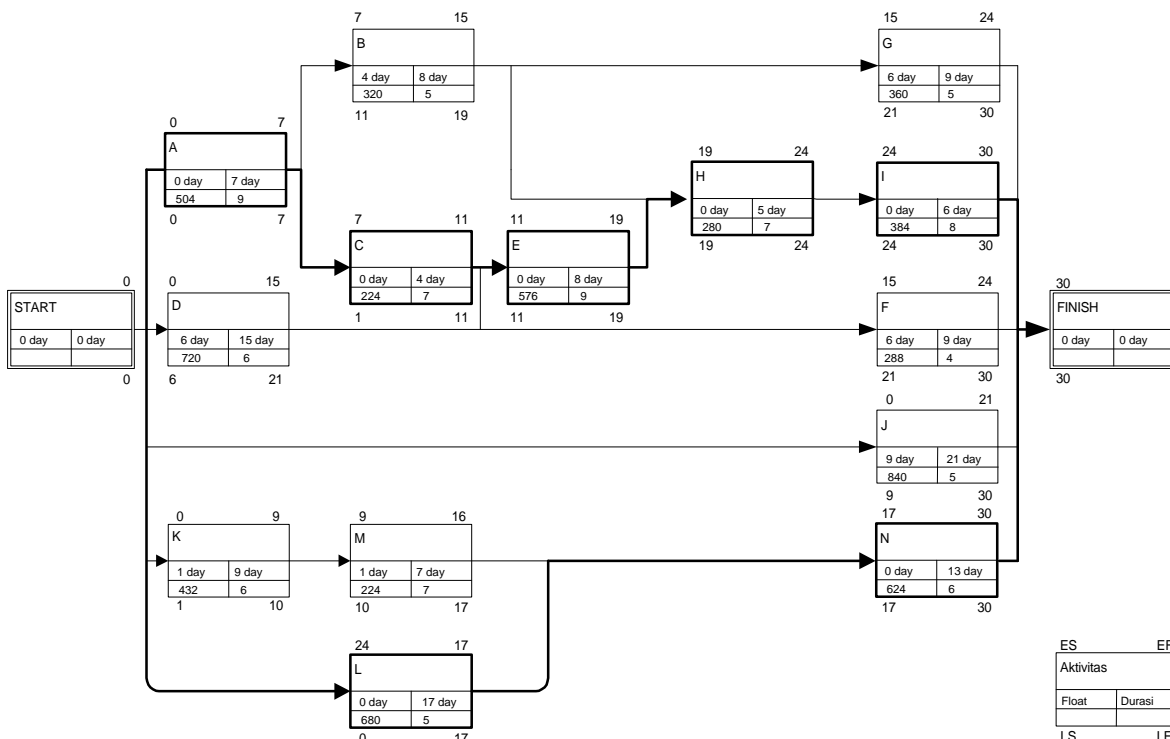 7 15
B
4 day 8 day
320 5
11 19
15 24
G
6 day 9 day
360 5
21 30
0 7
A
0 day 7 day
504 9
0 7
19 24
H
0 day 5 day
280 7
19 24
24 30
I
0 day 6 day
384 8
24 30
7 11
C
0 day 4 day
224 7
1 11
11 19
E
0 day 8 day
576 9
11 19
0
START
0 day 0 day
0
0 15
D
6 day 15 day
720 6
6 21
15 24
F
6 day 9 day
288 4
21 30
30
FINISH
0 day 0 day
30
0 21
J
9 day 21 day
840 5
9 30
0 9
K
1 day 9 day
432 6
1 10
9 16
M
1 day 7 day
224 7
10 17
17 30
N
0 day 13 day
624 6
17 30
24 17
L
0 day 17 day
680 5
0 17
ES EF
Aktivitas
Float Durasi
LS LF